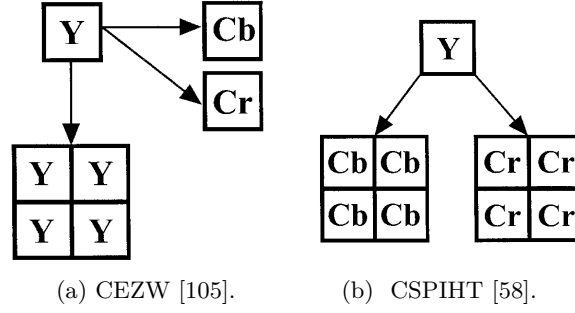 Y Cb
Cr
Y Y
Y Y
Y
Cb Cb Cr Cr
Cb Cb Cr Cr
(a) CEZW [105]. (b) CSPIHT [58].